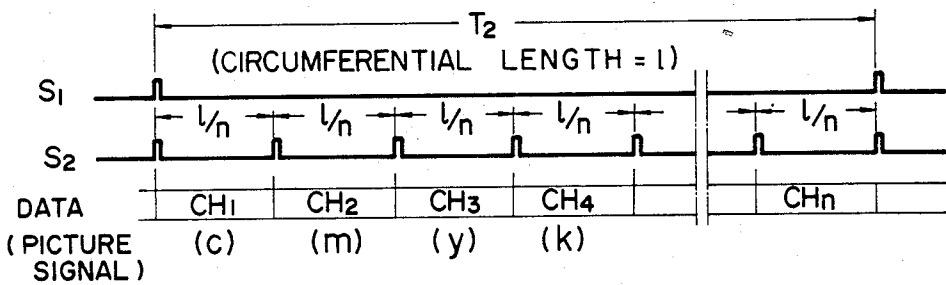 T2
(CIRCUMFERENTIAL LENGTH = l)
S1
l/n l/n l/n l/n l/n
S2
DATA CH1 CH2 CH3 CH4 CHn
(PICTURE SIGNAL) (c) (m) (y) (k)